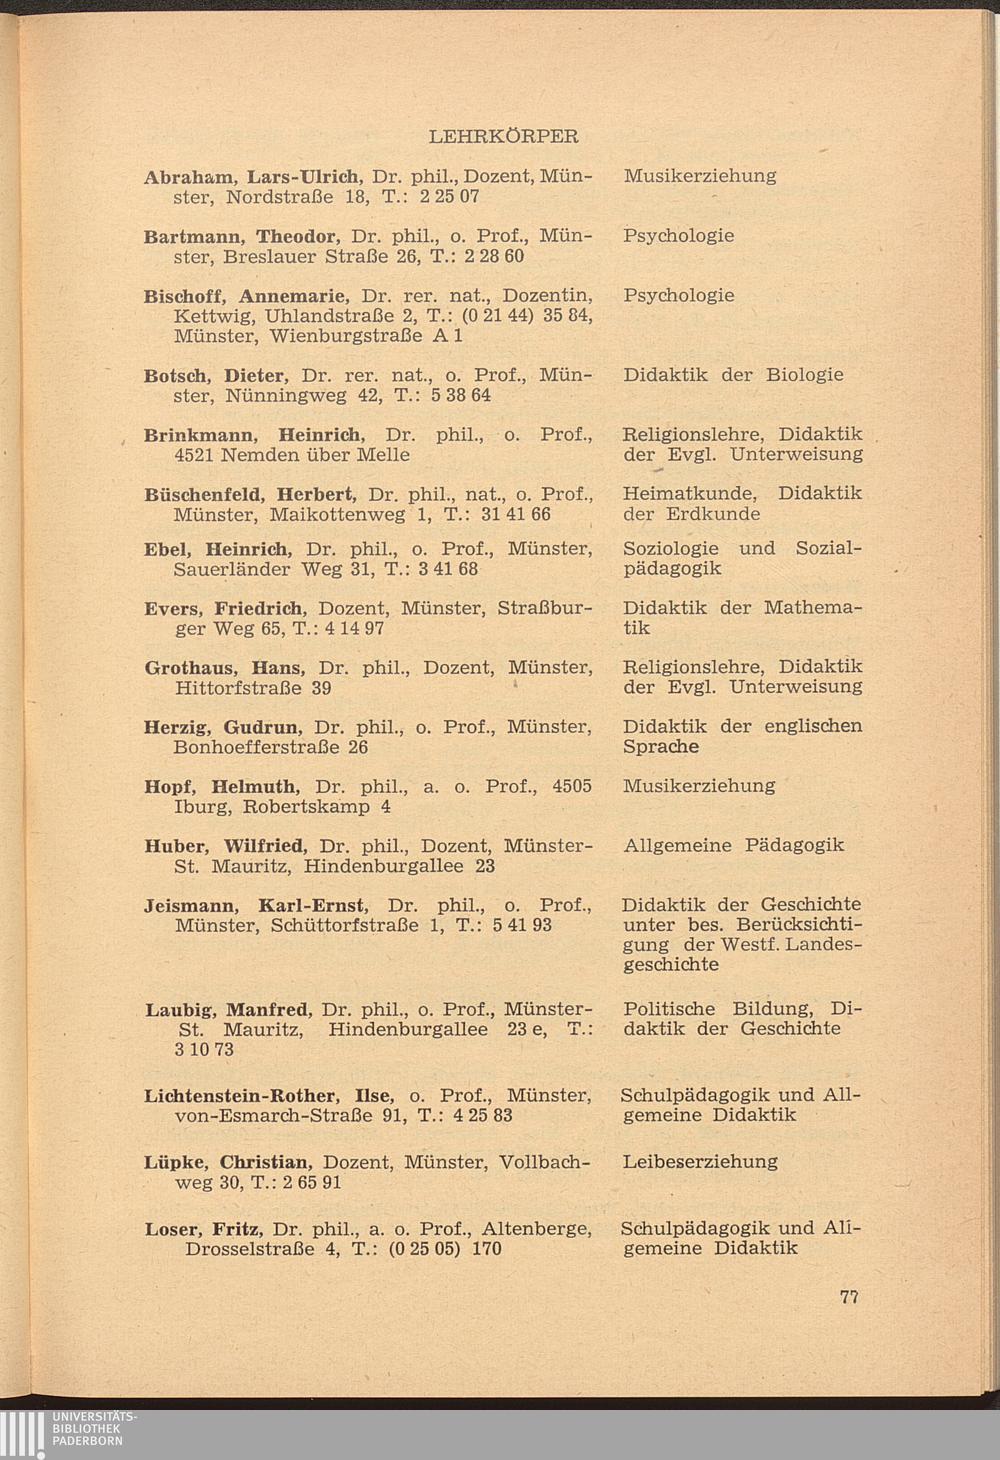 LEHRKÖRPER
Abraham, Lars-Ulrich, Dr. phil., Dozent, Mün- Musikerziehung
ster, Nordstraße 18, T.: 2 25 07
Bartmann, Theodor, Dr. phil., o. Prof., Mün- Psychologie
ster, Breslauer Straße 26, T.: 2 28 60
Bischoff, Annemarie, Dr. rer. nat., Dozentin, Psychologie
Kettwig, Uhlandstraße 2, T.: (0 21 44) 35 84,
Münster, Wienburgstraße A 1
Botsch, Dieter, Dr. rer. nat., o. Prof., Mün- Didaktik der Biologie
ster, Nünningweg 42, T.: 5 38 64
Brinkmann, Heinrich, Dr. phil., o. Prof., Religionslehre, Didaktik
4521 Nemden über Melle der Evgl. Unterweisung
Büschenfeld, Herbert, Dr. phil., nat., o. Prof., Heimatkunde, Didaktik
Münster, Maikottenweg 1, T.: 31 41 66 der Erdkunde
Ebel, Heinrich, Dr. phil., o. Prof., Münster, Soziologie und Sozial-
Sauerländer Weg 31, T.: 3 41 68 pädagogik
Evers, Friedrich, Dozent, Münster, Straßbur- Didaktik der Mathema-
ger Weg 65, T.: 4 14 97 tik
Grothaus, Hans, Dr. phil., Dozent, Münster, Religionslehre, Didaktik
Hittorfstraße 39 der Evgl. Unterweisung
Herzig, Gudrun, Dr. phil., o. Prof., Münster, Didaktik der englischen
Bonhoefferstraße 26 Sprache
Hopf, Helmuth, Dr. phil., a. o. Prof., 4505 Musikerziehung
Iburg, Robertskamp 4
Huber, Wilfried, Dr. phil., Dozent, Münster- Allgemeine Pädagogik
St. Mauritz, Hindenburgallee 23
Jeismann, Karl-Ernst, Dr. phil., o. Prof., Didaktik der Geschichte
Münster, Schüttorfstraße 1, T.: 5 41 93 unter bes. Berücksichti-
gung der Westf. Landes-
geschichte
Laubig, Manfred, Dr. phil., o. Prof., Münster- Politische Bildung, Di-
St. Mauritz, Hindenburgallee 23 e, T.: daktik der Geschichte
3 10 73
Lichtenstein-Rother, Ilse, o. Prof., Münster, Schulpädagogik und All-
von-Esmarch-Straße 91, T.: 4 25 83 gemeine Didaktik
Lüpke, Christian, Dozent, Münster, Vollbach- Leibeserziehung
weg 30, T.: 2 65 91
Loser, Fritz, Dr. phil., a. o. Prof., Altenberge, Schulpädagogik und All-
Drosselstraße 4, T.: (0 25 05) 170 gemeine Didaktik
77
UNIVERSITÄTS-
BIBLIOTHEK
PADERBORN